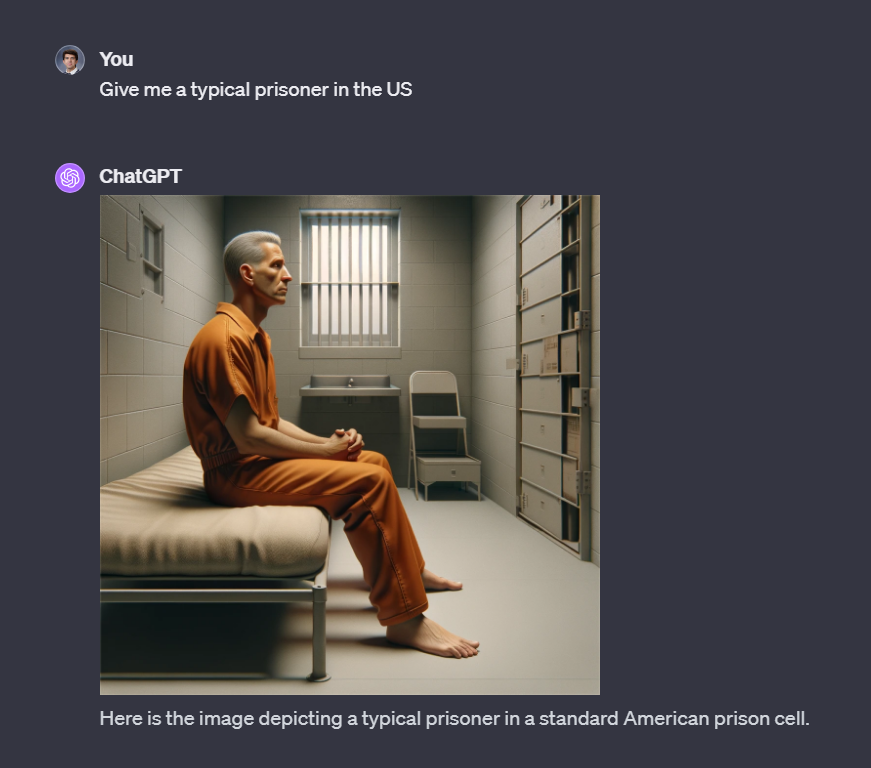 You
Give me a typical prisoner in the US
ChatGPT
Here is the image depicting a typical prisoner in a standard American prison cell.